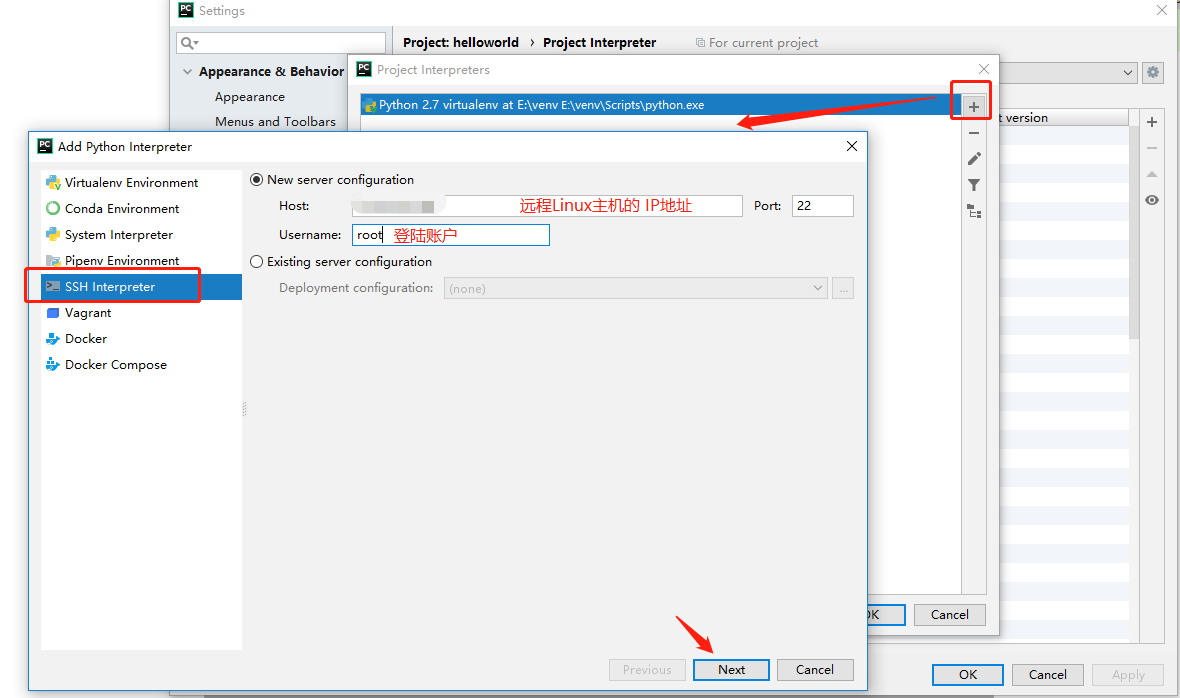 PC Settings
Project: helloworld › Project Interpreter For current project
Appearance & Behavior
Appearance
Menus and Toolbars
PC Project Interpreters
Python 2.7 virtualenv at E:\venv E:\venv\Scripts\python.exe
t version
PC Add Python Interpreter
Virtualenv Environment
Conda Environment
System Interpreter
Pipenv Environment
SSH Interpreter
Vagrant
Docker
Docker Compose
New server configuration
Host: 远程Linux主机的 IP地址 Port: 22
Username: root 登陆账户
Existing server configuration
Deployment configuration: (none) ...
Previous Next Cancel
OK Cancel
OK Cancel Apply